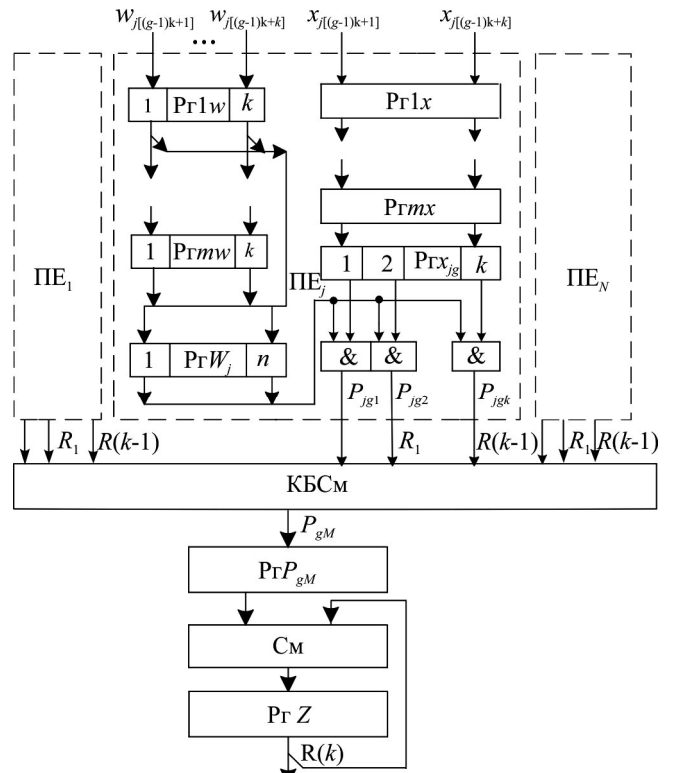 w_{j[(g-1)k+1]} w_{j[(g-1)k+k]} x_{j[(g-1)k+1]} x_{j[(g-1)k+k]}
...
1 Рг1w k Рг1x
Ргmx
1 Ргmw k 1 2 Ргx_{jg} k
ПЕ_1 ПЕ_j ПЕ_N
1 РгW_j n & & &
P_{jg1} P_{jg2} P_{jgk}
R_1 R(k-1) R_1 R(k-1) R_1 R(k-1)
КБСм
P_{gM}
РгP_{gM}
См
Рг Z
R(k)